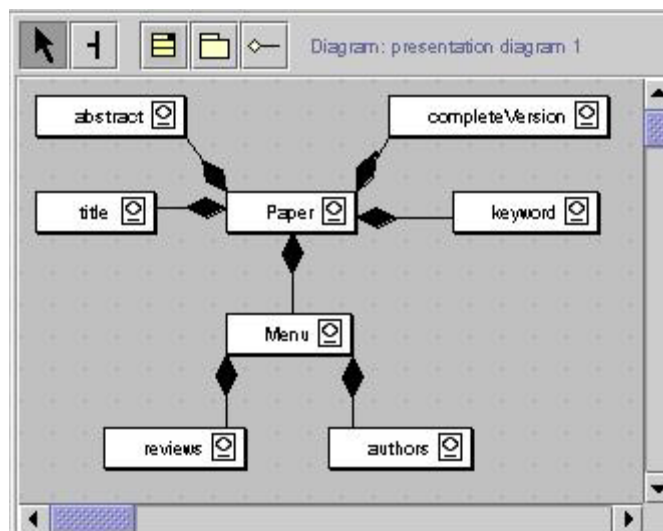 Diagram: presentation diagram 1
abstract
completeVersion
title
Paper
keyword
Menu
reviews
authors